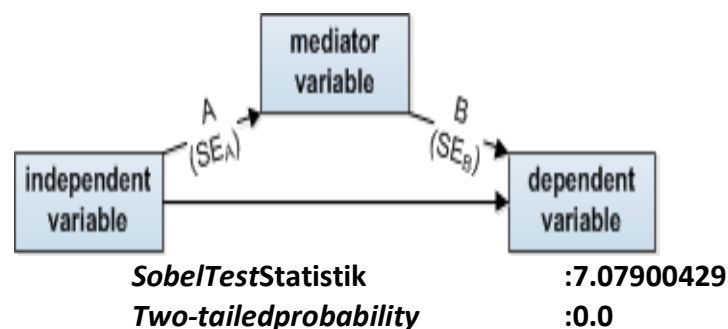 mediator
variable
A
(SEA)
B
(SEB)
independent
variable
dependent
variable
SobelTestStatistik :7.07900429
Two-tailedprobability :0.0